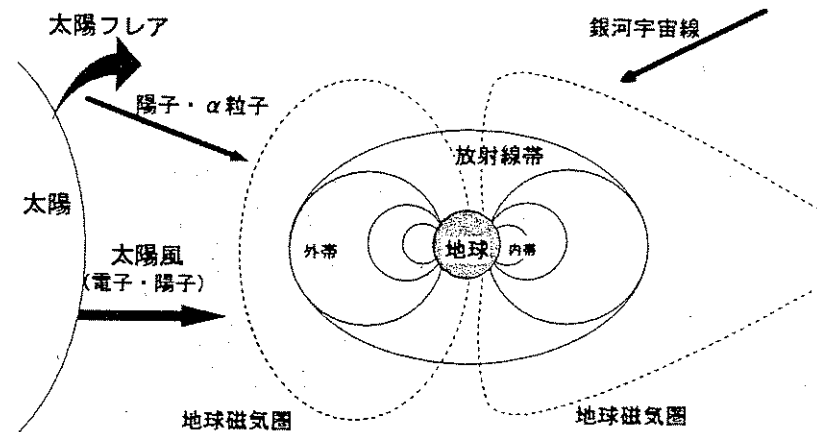 太陽フレア
銀河宇宙線
陽子・α粒子
放射線帯
太陽
外帯
地球
内帯
太陽風
(電子・陽子)
地球磁気圏
地球磁気圏